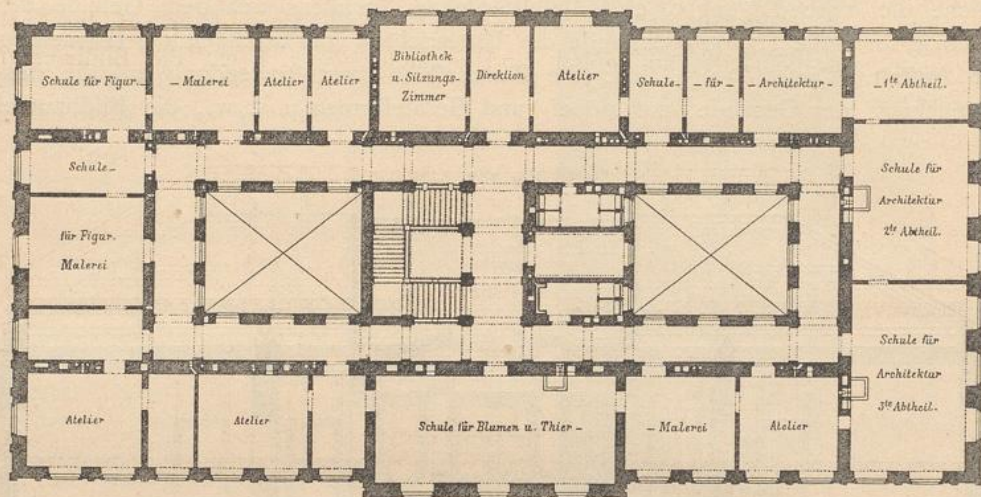 Schule für Figur. - Malerei
Atelier
Atelier
Bibliothek
u. Sitzungs-
Zimmer
Direktion
Atelier
Schule - für - Architektur - 1te Abtheil.
Schule -
für Figur.
Malerei
Schule für
Architektur
2te Abtheil.
Schule für
Architektur
3te Abtheil.
Atelier
Atelier
Schule für Blumen u. Thier - - Malerei
Atelier